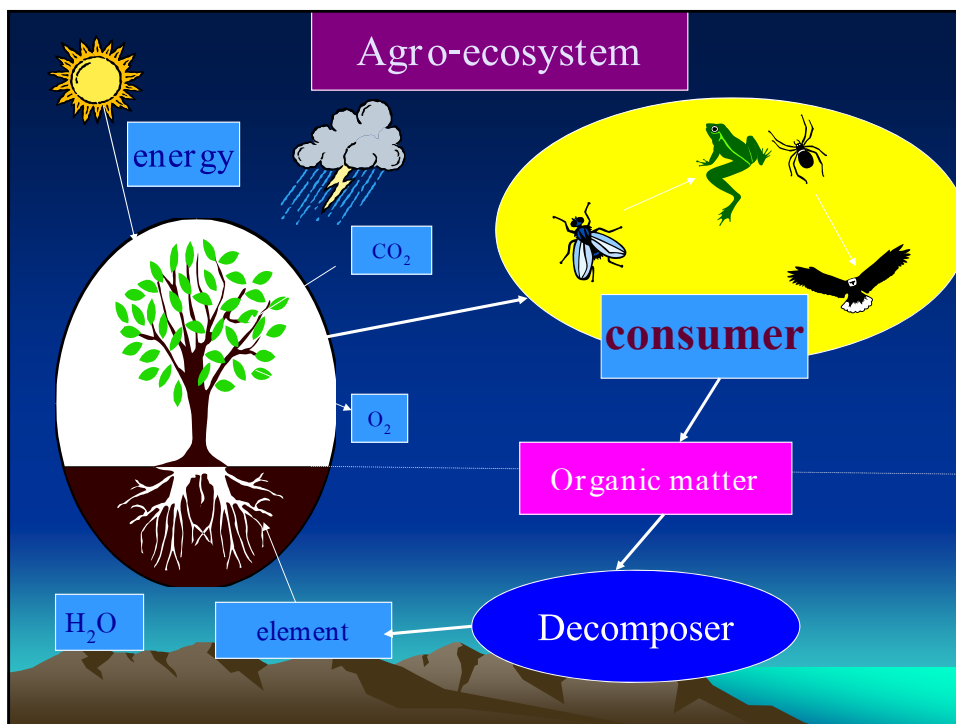 Agro-ecosystem
energy
CO₂
consumer
O₂
Organic matter
H₂O
element
Decomposer